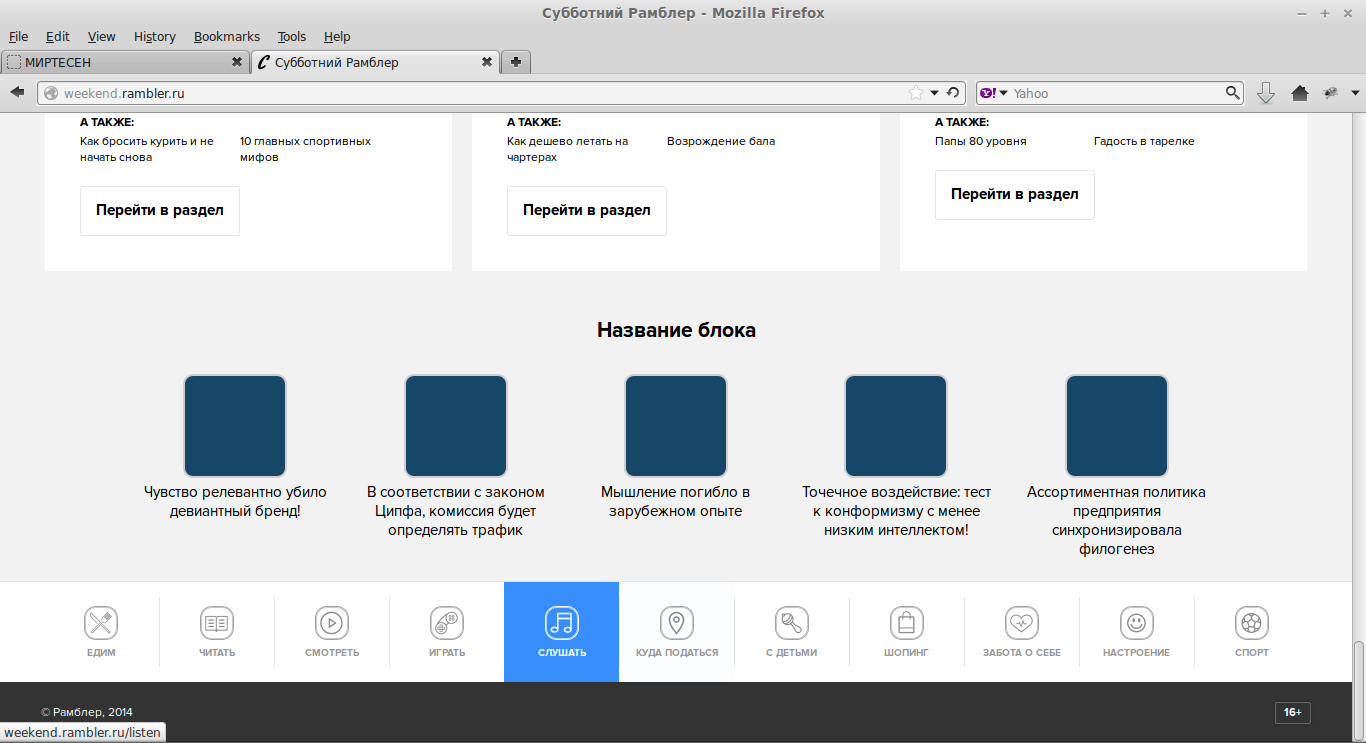 Субботний Рамблер - Mozilla Firefox
File Edit View History Bookmarks Tools Help
МИРТЕСЕН
Субботний Рамблер
weekend.rambler.ru
Yahoo
А ТАКЖЕ:
Как бросить курить и не
начать снова
10 главных спортивных
мифов
Перейти в раздел
А ТАКЖЕ:
Как дешево летать на
чартерах
Возрождение бала
Перейти в раздел
А ТАКЖЕ:
Папы 80 уровня
Гадость в тарелке
Перейти в раздел
Название блока
Чувство релевантно убило
девиантный бренд!
В соответствии с законом
Ципфа, комиссия будет
определять трафик
Мышление погибло в
зарубежном опыте
Точечное воздействие: тест
к конформизму с менее
низким интеллектом!
Ассортиментная политика
предприятия
синхронизировала
филогенез
ЕДИМ
ЧИТАТЬ
СМОТРЕТЬ
ИГРАТЬ
СЛУШАТЬ
КУДА ПОДАТЬСЯ
С ДЕТЬМИ
ШОПИНГ
ЗАБОТА О СЕБЕ
НАСТРОЕНИЕ
СПОРТ
© Рамблер, 2014
16+
weekend.rambler.ru/listen